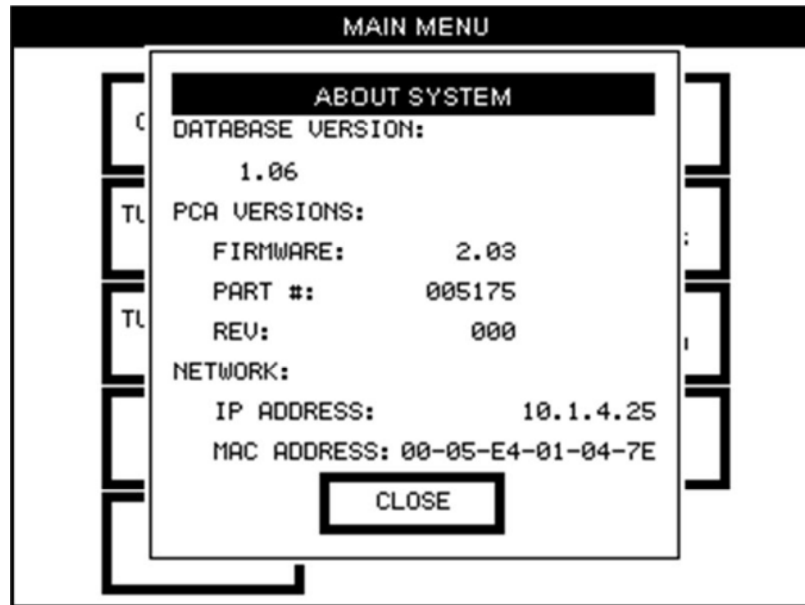 MAIN MENU
ABOUT SYSTEM
DATABASE VERSION:
1.06
PCA VERSIONS:
FIRMWARE: 2.03
PART #: 005175
REV: 000
NETWORK:
IP ADDRESS: 10.1.4.25
MAC ADDRESS: 00-05-E4-01-04-7E
CLOSE